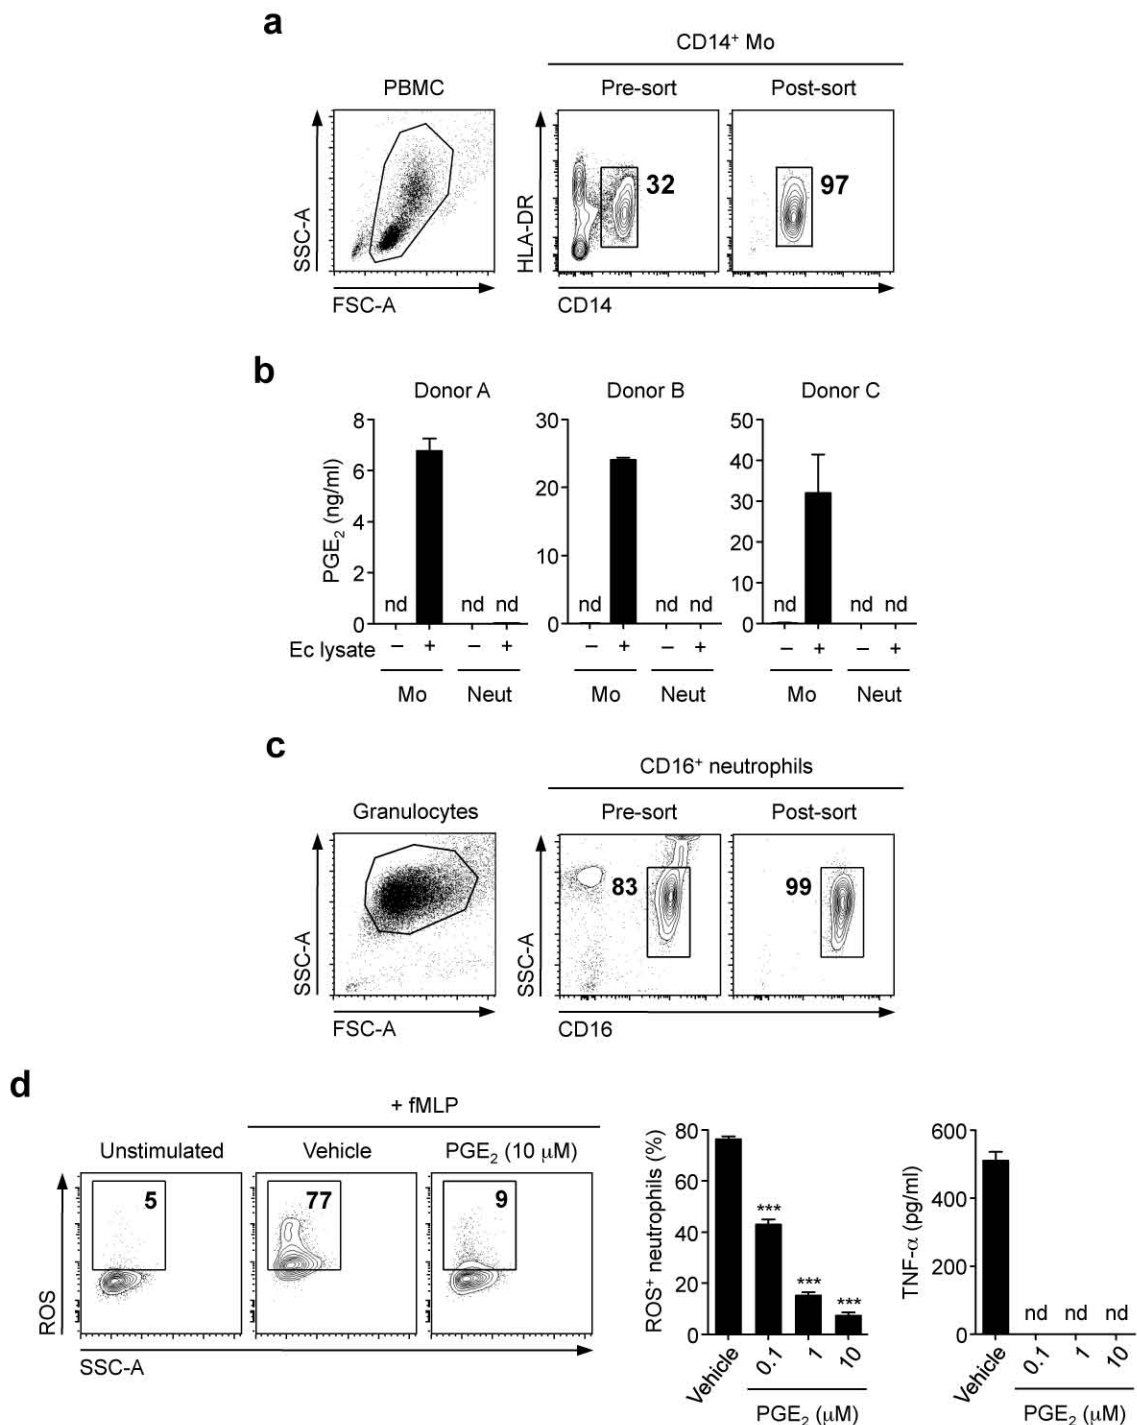 a
CD14⁺ Mo
PBMC
Pre-sort
Post-sort
SSC-A
FSC-A
HLA-DR
32
97
CD14
b
Donor A
Donor B
Donor C
PGE₂ (ng/ml)
8
6
4
2
0
nd
nd
nd
30
20
10
0
nd
nd
nd
50
40
30
20
10
0
nd
nd
nd
Ec lysate
– + – +
– + – +
– + – +
Mo Neut
Mo Neut
Mo Neut
c
CD16⁺ neutrophils
Granulocytes
Pre-sort
Post-sort
SSC-A
FSC-A
SSC-A
83
99
CD16
d
+ fMLP
Unstimulated
Vehicle
PGE₂ (10 μM)
ROS
5
77
9
SSC-A
ROS⁺ neutrophils (%)
80
60
40
20
0
***
***
***
Vehicle
0.1
1
10
PGE₂ (μM)
TNF-α (pg/ml)
600
400
200
0
nd nd nd
Vehicle
0.1
1
10
PGE₂ (μM)